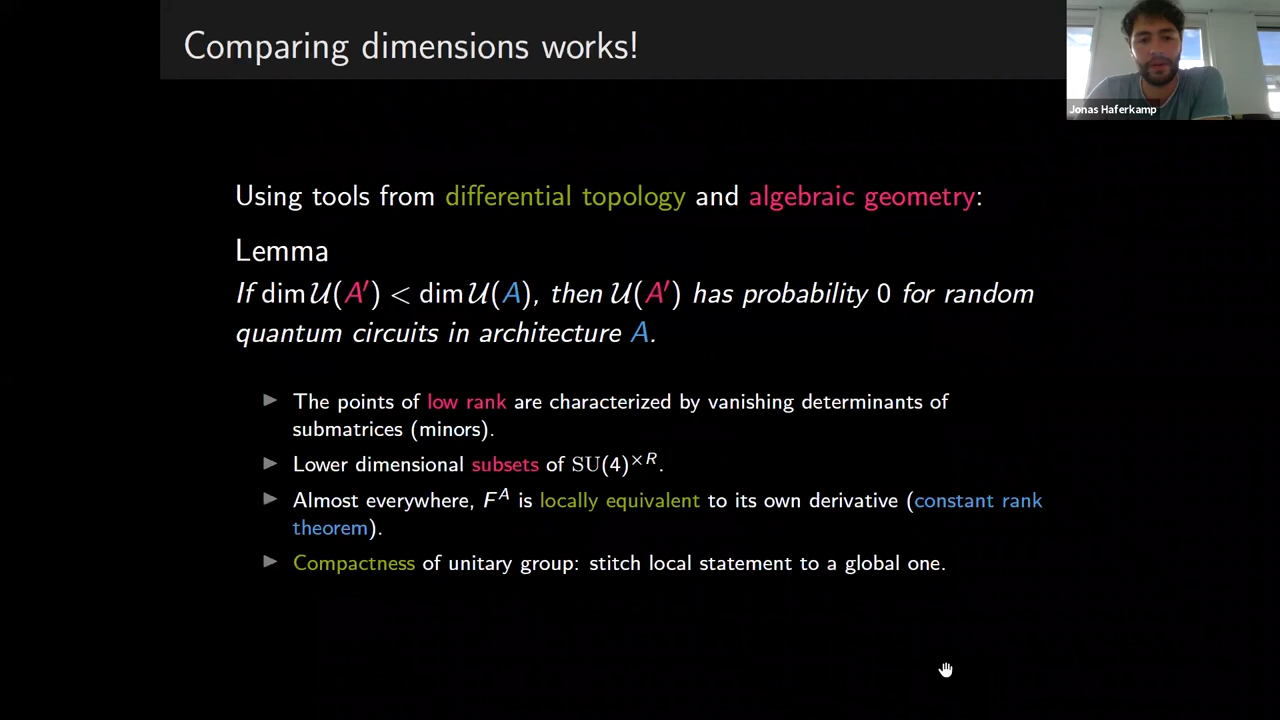 Comparing dimensions works!
Jonas Haferkamp
Using tools from differential topology and algebraic geometry:
Lemma
If dim 𝒰(A′) < dim 𝒰(A), then 𝒰(A′) has probability 0 for random
quantum circuits in architecture A.
The points of low rank are characterized by vanishing determinants of
submatrices (minors).
Lower dimensional subsets of SU(4)^{×R}.
Almost everywhere, F^A is locally equivalent to its own derivative (constant rank
theorem).
Compactness of unitary group: stitch local statement to a global one.